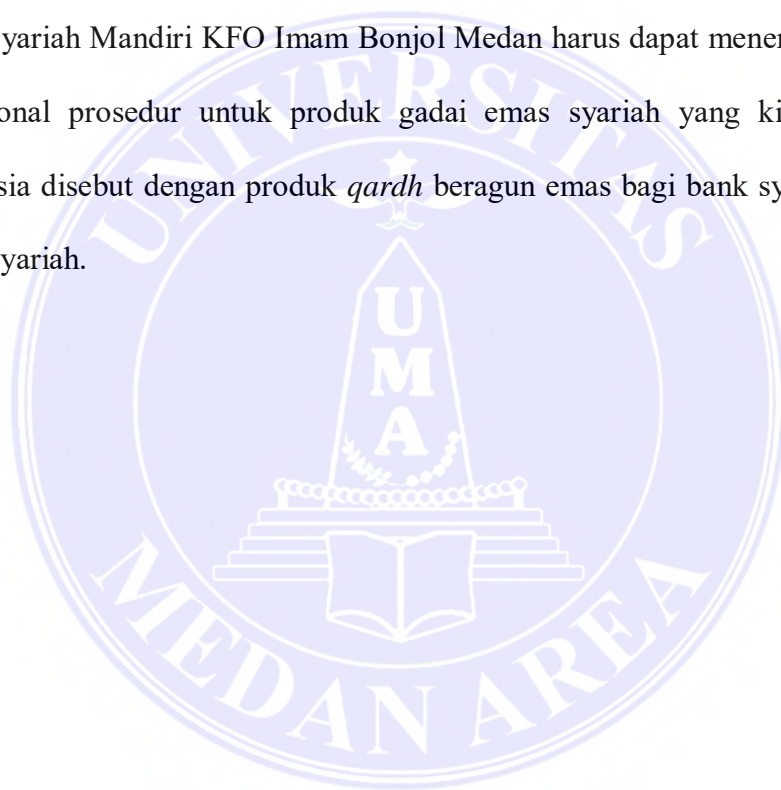 yariah Mandiri KFO Imam Bonjol Medan harus dapat mener
onal prosedur untuk produk gadai emas syariah yang ki
sia disebut dengan produk qardh beragun emas bagi bank sy
yariah.
UNIVERSITAS
UMA
MEDAN AREA